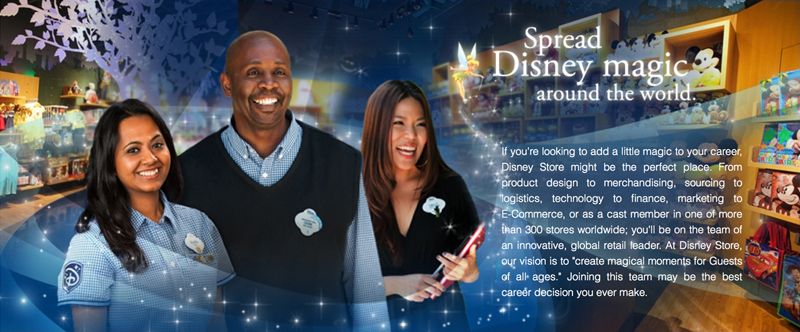 Spread
Disney magic
around the world.
If you're looking to add a little magic to your career,
Disney Store might be the perfect place. From
product design to merchandising, sourcing to
logistics, technology to finance, marketing to
E-Commerce, or as a cast member in one of more
than 300 stores worldwide; you'll be on the team of
an innovative, global retail leader. At Disney Store,
our vision is to "create magical moments for Guests
of all ages." Joining this team may be the best
career decision you ever make.